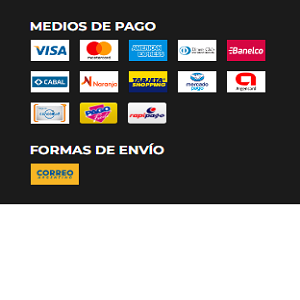 MEDIOS DE PAGO
VISA mastercard AMERICAN EXPRESS Diners Club Banelco
CABAL Naranja TARJETA SHOPPING mercado pago Argencard
PAGO rapipago
FORMAS DE ENVÍO
CORREO ARGENTINO